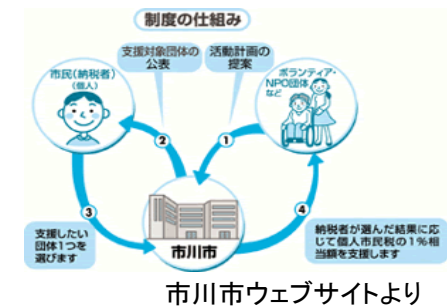 制度の仕組み
支援対象団体の
公表
活動計画の
提案
市民(納税者)
(個人)
ボランティア・
NPO団体
など
2
1
3
4
支援したい
団体1つを
選びます
市川市
納税者が選んだ結果に応
じて個人市民税の1%相
当額を支援します
市川市ウェブサイトより